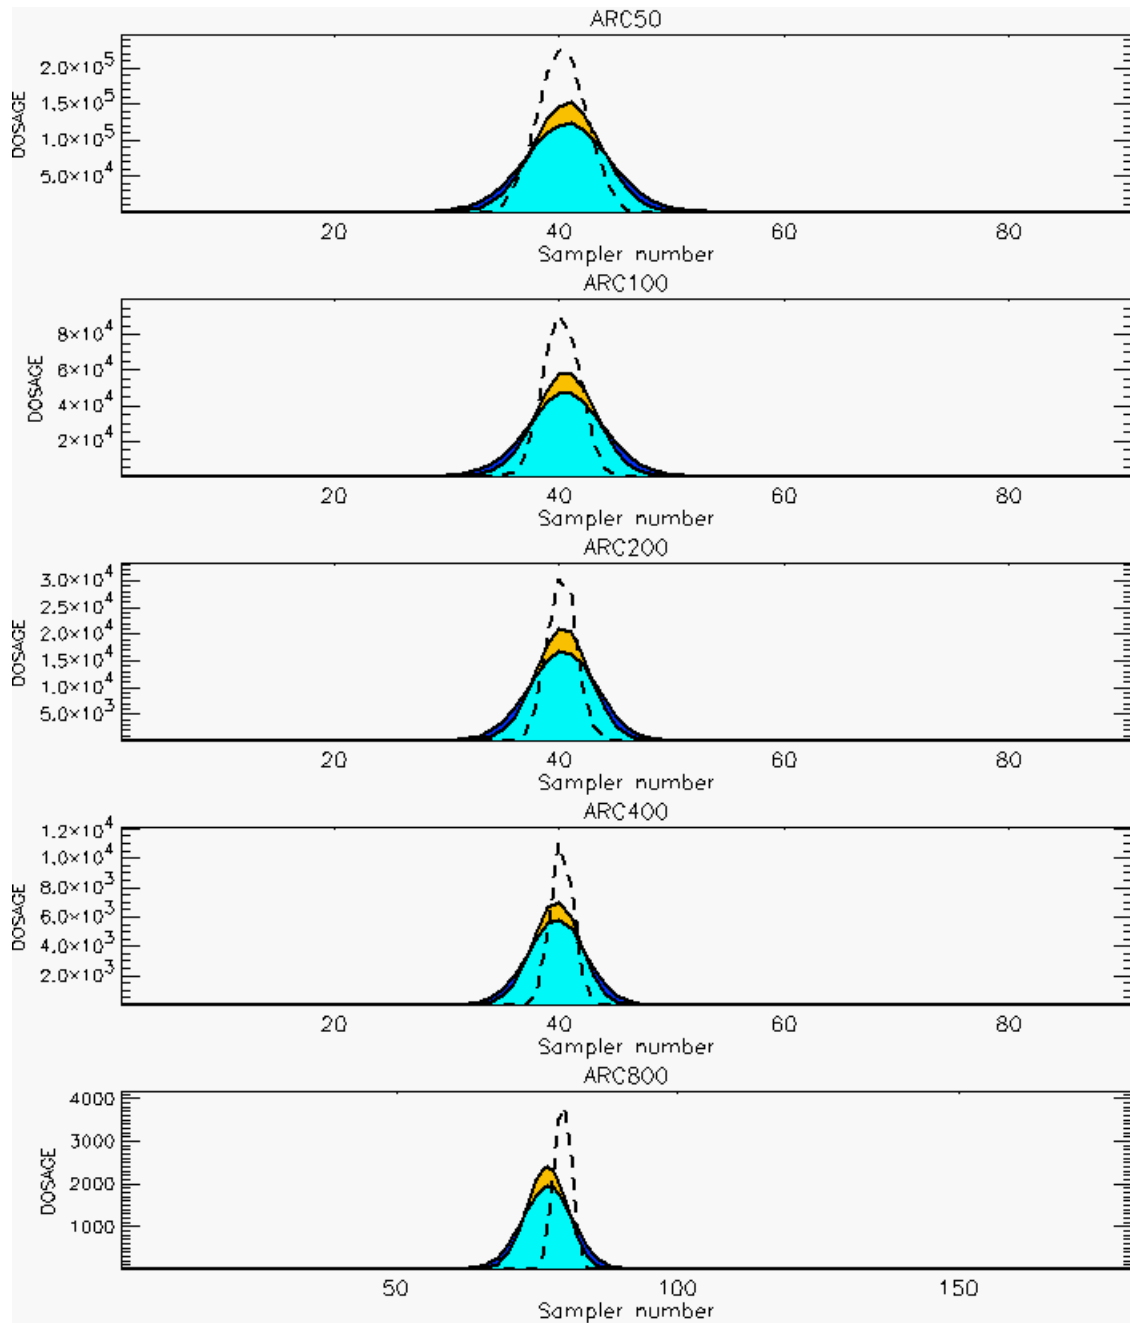 ARC50
DOSAGE
2.0×10⁵
1.5×10⁵
1.0×10⁵
5.0×10⁴
20 40 60 80
Sampler number
ARC100
DOSAGE
8×10⁴
6×10⁴
4×10⁴
2×10⁴
20 40 60 80
Sampler number
ARC200
DOSAGE
3.0×10⁴
2.5×10⁴
2.0×10⁴
1.5×10⁴
1.0×10⁴
5.0×10³
20 40 60 80
Sampler number
ARC400
DOSAGE
1.2×10⁴
1.0×10⁴
8.0×10³
6.0×10³
4.0×10³
2.0×10³
20 40 60 80
Sampler number
ARC800
DOSAGE
4000
3000
2000
1000
50 100 150
Sampler number